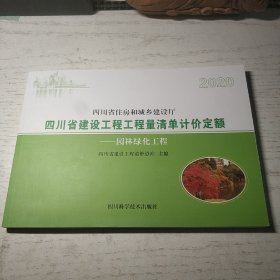 2020
四川省住房和城乡建设厅
四川省建设工程工程量清单计价定额
——园林绿化工程
四川省建设工程造价总站 主编
四川科学技术出版社